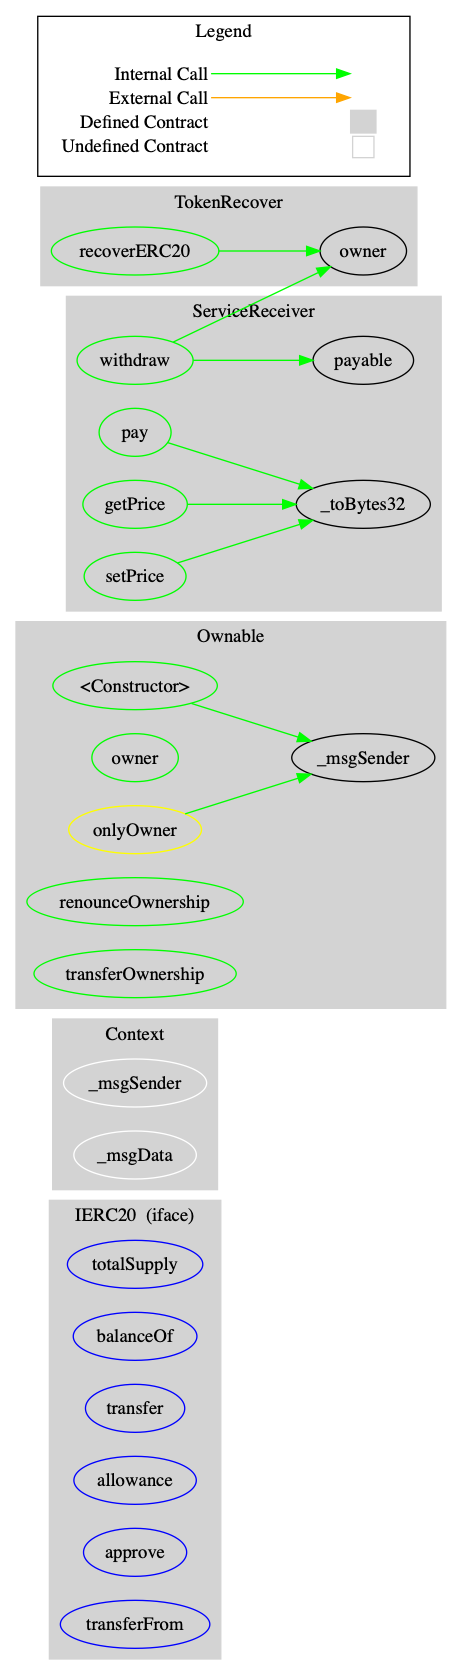 Legend
Internal Call
External Call
Defined Contract
Undefined Contract
TokenRecover
recoverERC20
owner
ServiceReceiver
withdraw
payable
pay
getPrice
_toBytes32
setPrice
Ownable
<Constructor>
owner
_msgSender
onlyOwner
renounceOwnership
transferOwnership
Context
_msgSender
_msgData
IERC20  (iface)
totalSupply
balanceOf
transfer
allowance
approve
transferFrom